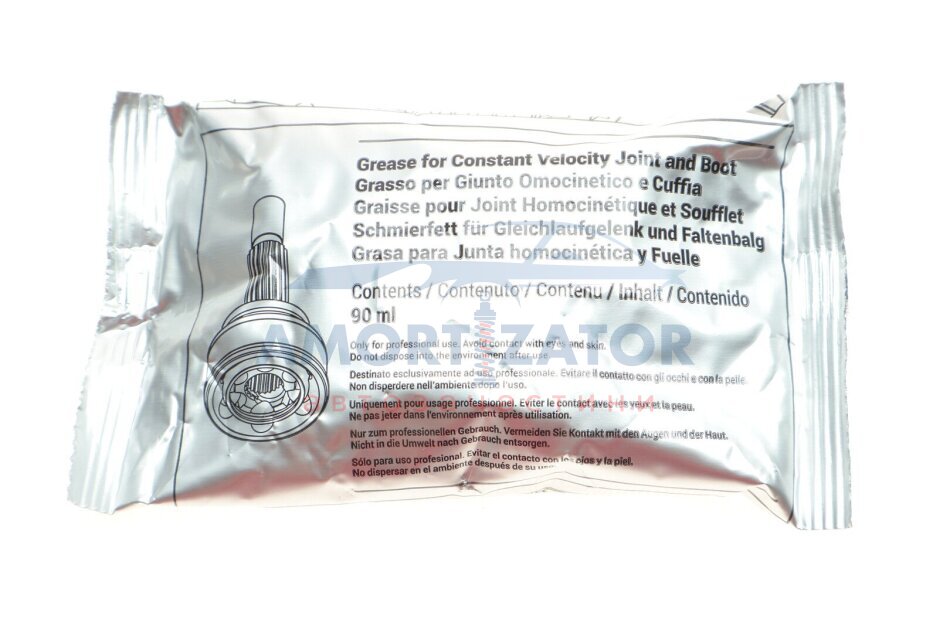 Grease for Constant Velocity Joint and Boot
Grasso per Giunto Omocinetico e Cuffia
Graisse pour Joint Homocinétique et Soufflet
Schmierfett für Gleichlaufgelenk und Faltenbalg
Grasa para Junta homocinética y Fuelle
Contents / Contenuto / Contenu / Inhalt / Contenido
90 ml
AMORTIZATOR
Only for professional use. Avoid contact with eyes and skin.
Do not dispose into the environment after use.
Destinato esclusivamente ad uso professionale. Evitare il contatto con gli occhi e con la pelle.
Non disperdere nell'ambiente dopo l'uso.
АВТОЗАПЧАСТИНИ
Uniquement pour usage professionel. Eviter le contact avec les yeux et la peau.
Ne pas jeter dans l'environnement après utilisation.
Nur zum professionellen Gebrauch. Vermeiden Sie Kontakt mit den Augen und der Haut.
Nicht in die Umwelt nach Gebrauch entsorgen.
Sólo para uso profesional. Evitar el contacto con los ojos y la piel.
No dispersar en el ambiente después de su